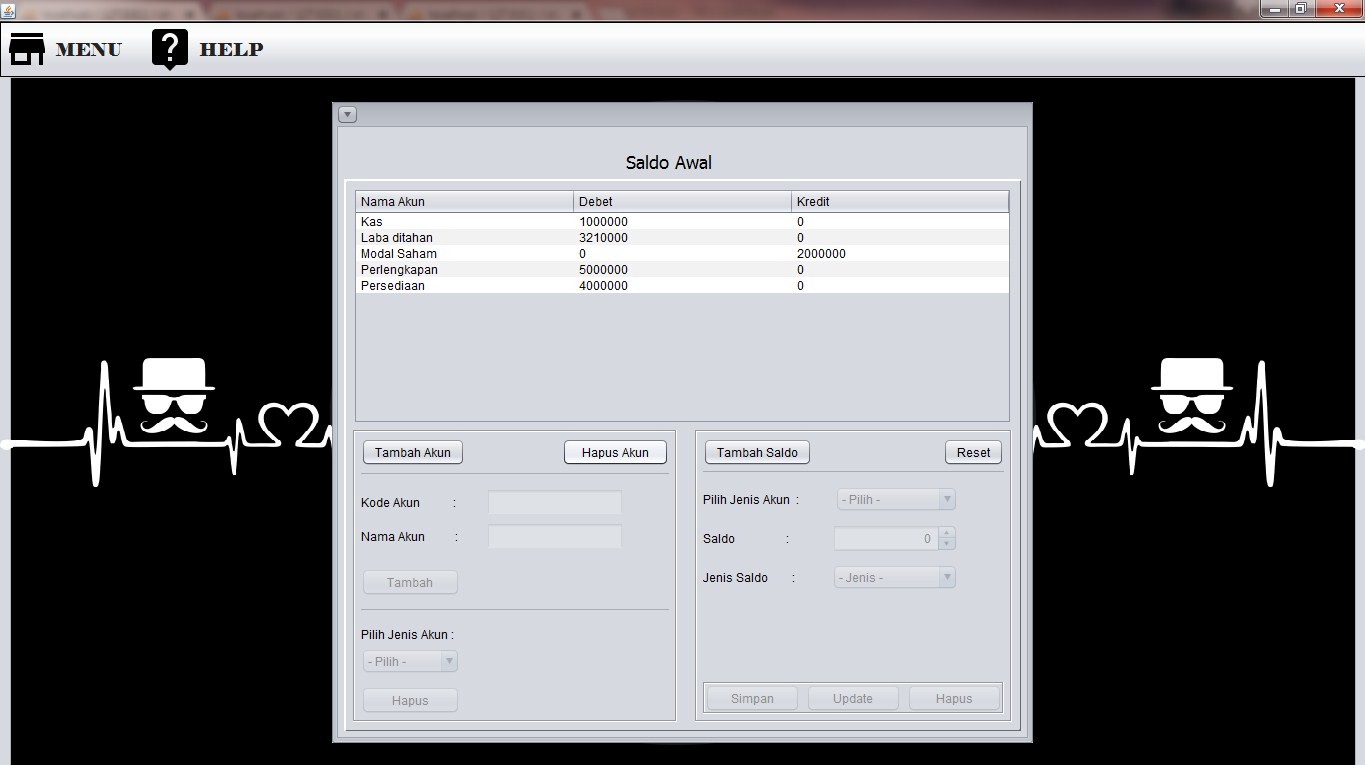 MENU ? HELP
Saldo Awal
Nama Akun Debet Kredit
Kas 1000000 0
Laba ditahan 3210000 0
Modal Saham 0 2000000
Perlengkapan 5000000 0
Persediaan 4000000 0
Tambah Akun Hapus Akun
Kode Akun :
Nama Akun :
Tambah
Pilih Jenis Akun :
- Pilih -
Hapus
Tambah Saldo Reset
Pilih Jenis Akun : - Pilih -
Saldo : 0
Jenis Saldo : - Jenis -
Simpan Update Hapus